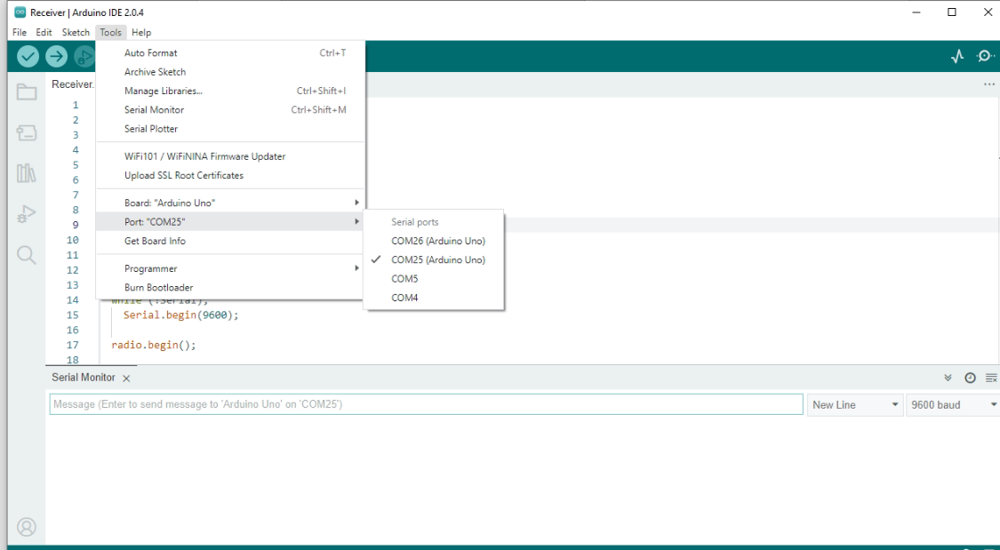 Receiver | Arduino IDE 2.0.4
File Edit Sketch Tools Help
Auto Format Ctrl+T
Archive Sketch
Manage Libraries... Ctrl+Shift+I
Serial Monitor Ctrl+Shift+M
Serial Plotter
WiFi101 / WiFiNINA Firmware Updater
Upload SSL Root Certificates
Board: "Arduino Uno"
Port: "COM25"
Get Board Info
Programmer
Burn Bootloader
Serial ports
COM26 (Arduino Uno)
COM25 (Arduino Uno)
COM5
COM4
Receiver.
1
2
3
4
5
6
7
8
9
10
11
12
13
14 while (!Serial);
15 Serial.begin(9600);
16
17 radio.begin();
18
Serial Monitor
Message (Enter to send message to 'Arduino Uno' on 'COM25')
New Line
9600 baud